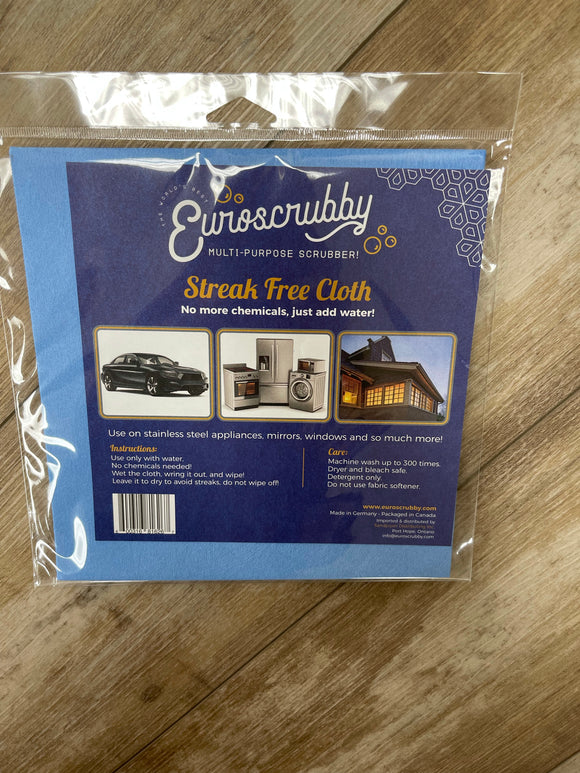 THE WORLD'S BEST
Euroscrubby
MULTI-PURPOSE SCRUBBER!
Streak Free Cloth
No more chemicals, just add water!
Use on stainless steel appliances, mirrors, windows and so much more!
Instructions:
Use only with water.
No chemicals needed!
Wet the cloth, wring it out, and wipe!
Leave it to dry to avoid streaks, do not wipe off!
Care:
Machine wash up to 300 times.
Dryer and bleach safe.
Detergent only.
Do not use fabric softener.
www.euroscrubby.com
Made in Germany - Packaged in Canada
Imported & distributed by
Port Hope, Ontario
info@euroscrubby.com